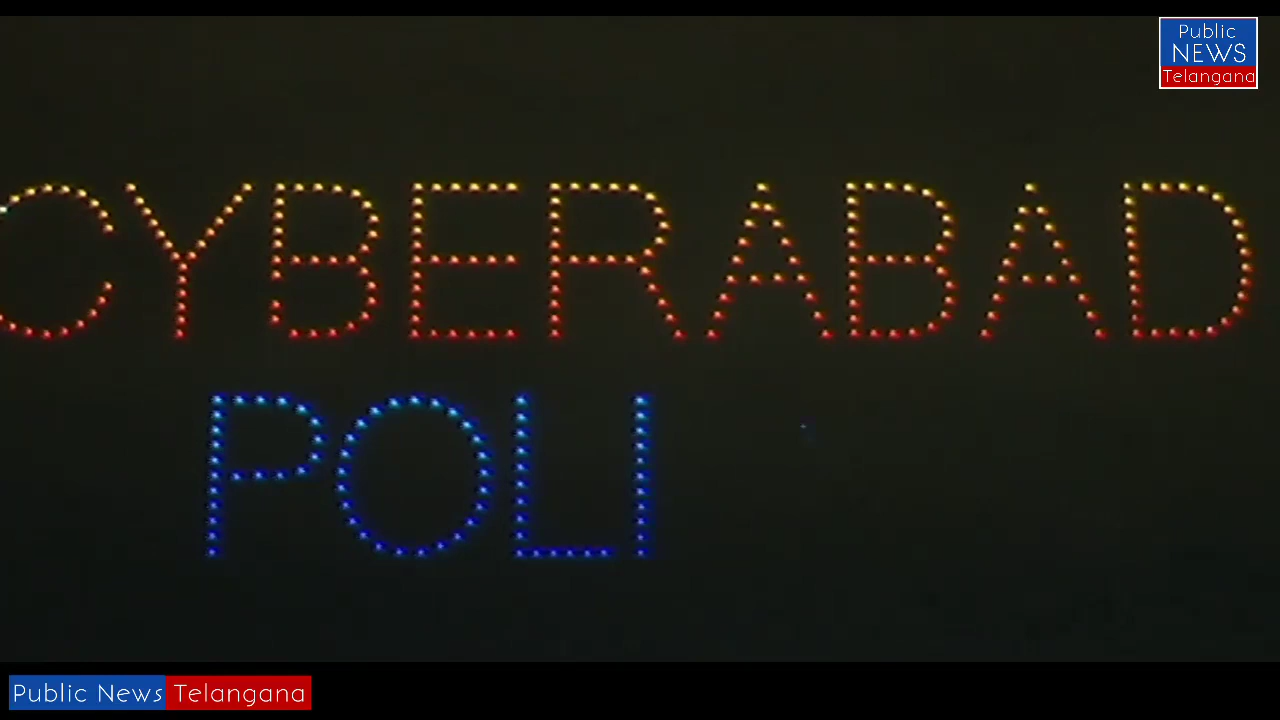 Public
NEWS
Telangana
CYBERABAD
POLI
Public News Telangana